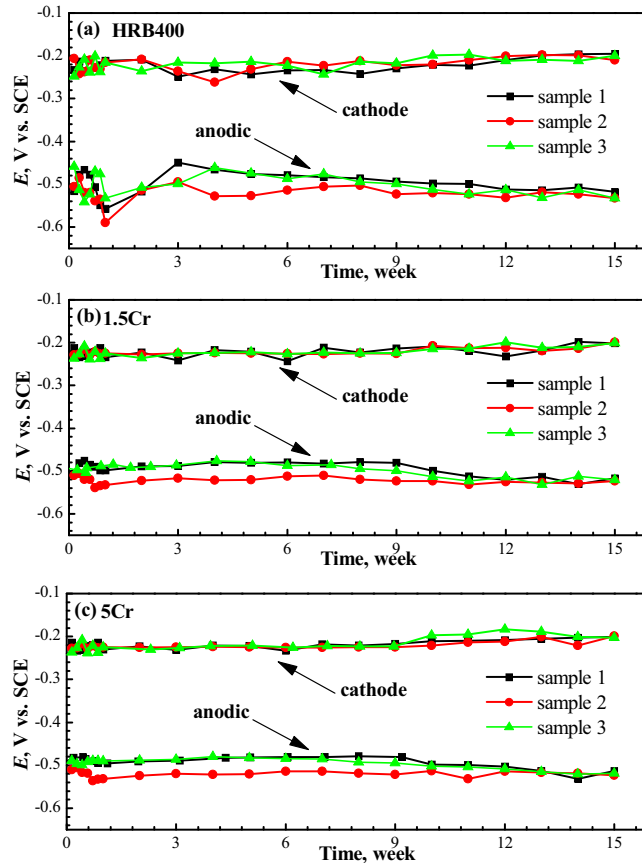 (a) HRB400
E, V vs. SCE
-0.1
-0.2
-0.3
-0.4
-0.5
-0.6
cathode
anodic
sample 1
sample 2
sample 3
0 3 6 9 12 15
Time, week
(b) 1.5Cr
E, V vs. SCE
-0.1
-0.2
-0.3
-0.4
-0.5
-0.6
cathode
anodic
sample 1
sample 2
sample 3
0 3 6 9 12 15
Time, week
(c) 5Cr
E, V vs. SCE
-0.1
-0.2
-0.3
-0.4
-0.5
-0.6
cathode
anodic
sample 1
sample 2
sample 3
0 3 6 9 12 15
Time, week